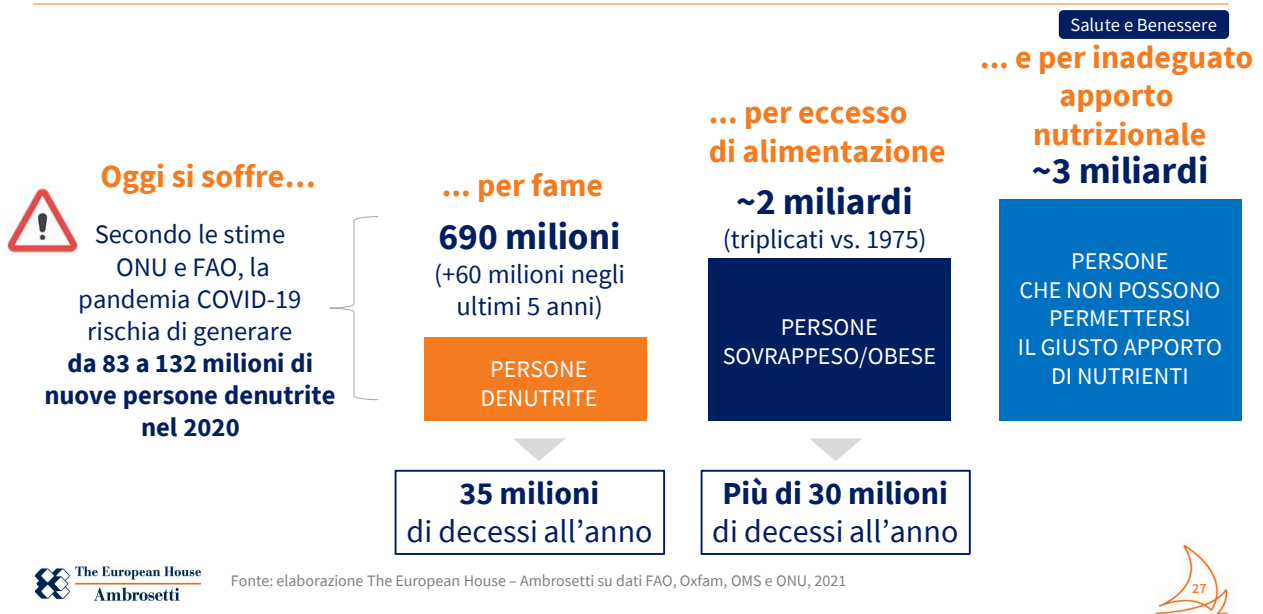 Salute e Benessere
Oggi si soffre...
Secondo le stime
ONU e FAO, la
pandemia COVID-19
rischia di generare
da 83 a 132 milioni di
nuove persone denutrite
nel 2020
... per fame
690 milioni
(+60 milioni negli
ultimi 5 anni)
PERSONE
DENUTRITE
35 milioni
di decessi all'anno
... per eccesso
di alimentazione
~2 miliardi
(triplicati vs. 1975)
PERSONE
SOVRAPPESO/OBESE
Più di 30 milioni
di decessi all'anno
... e per inadeguato
apporto
nutrizionale
~3 miliardi
PERSONE
CHE NON POSSONO
PERMETTERSI
IL GIUSTO APPORTO
DI NUTRIENTI
The European House
Ambrosetti
Fonte: elaborazione The European House – Ambrosetti su dati FAO, Oxfam, OMS e ONU, 2021
27